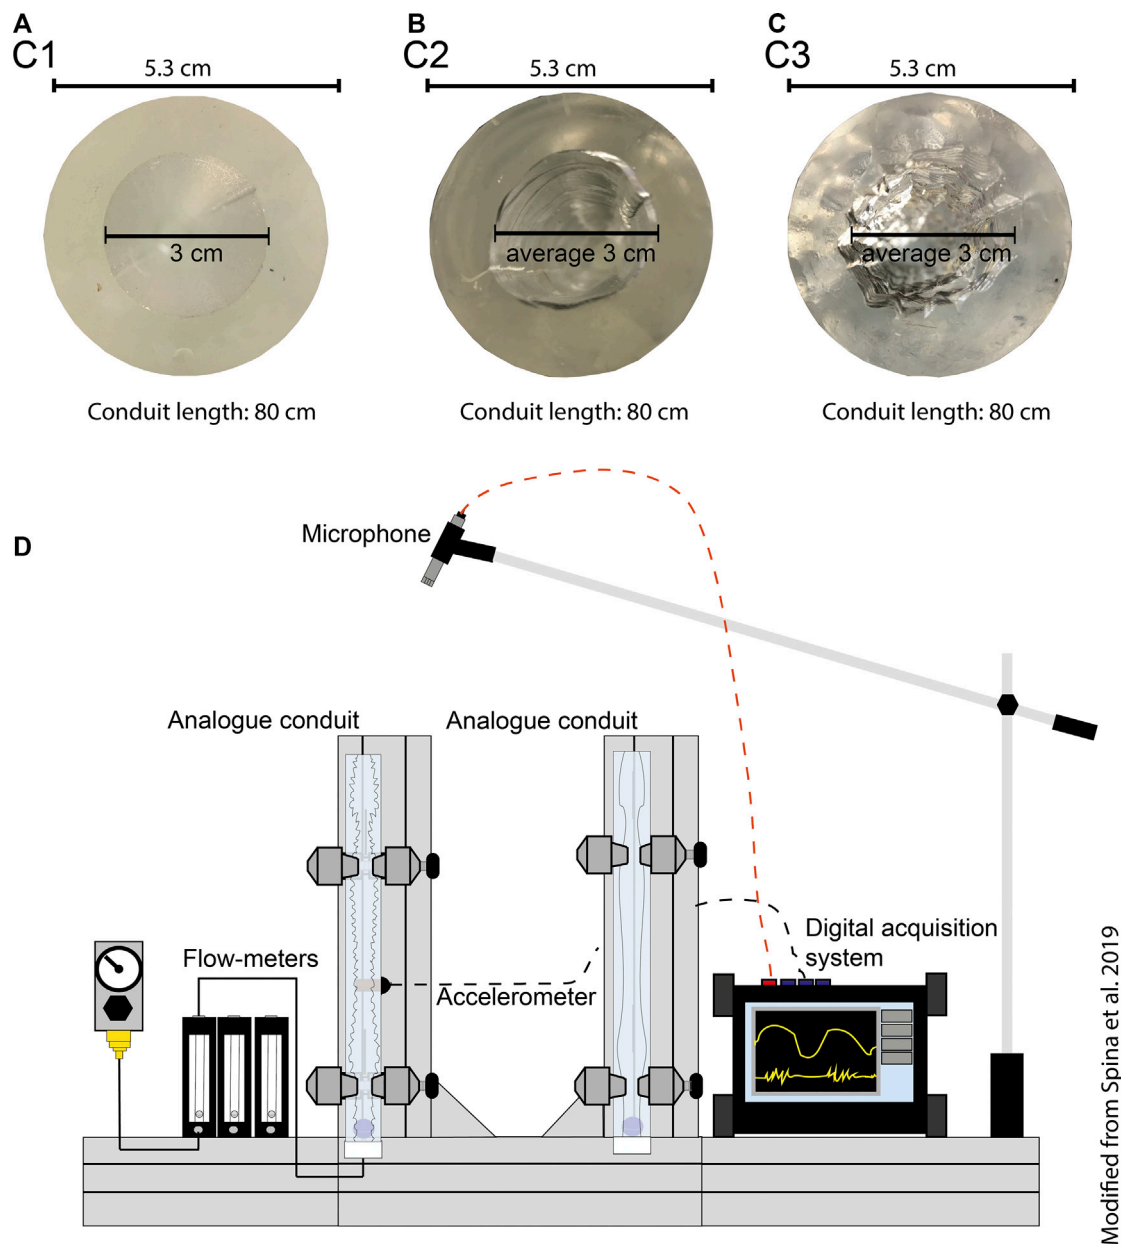 A
C1
5.3 cm
3 cm
Conduit length: 80 cm
B
C2
5.3 cm
average 3 cm
Conduit length: 80 cm
C
C3
5.3 cm
average 3 cm
Conduit length: 80 cm
D
Microphone
Analogue conduit
Analogue conduit
Flow-meters
Accelerometer
Digital acquisition
system
Modified from Spina et al. 2019